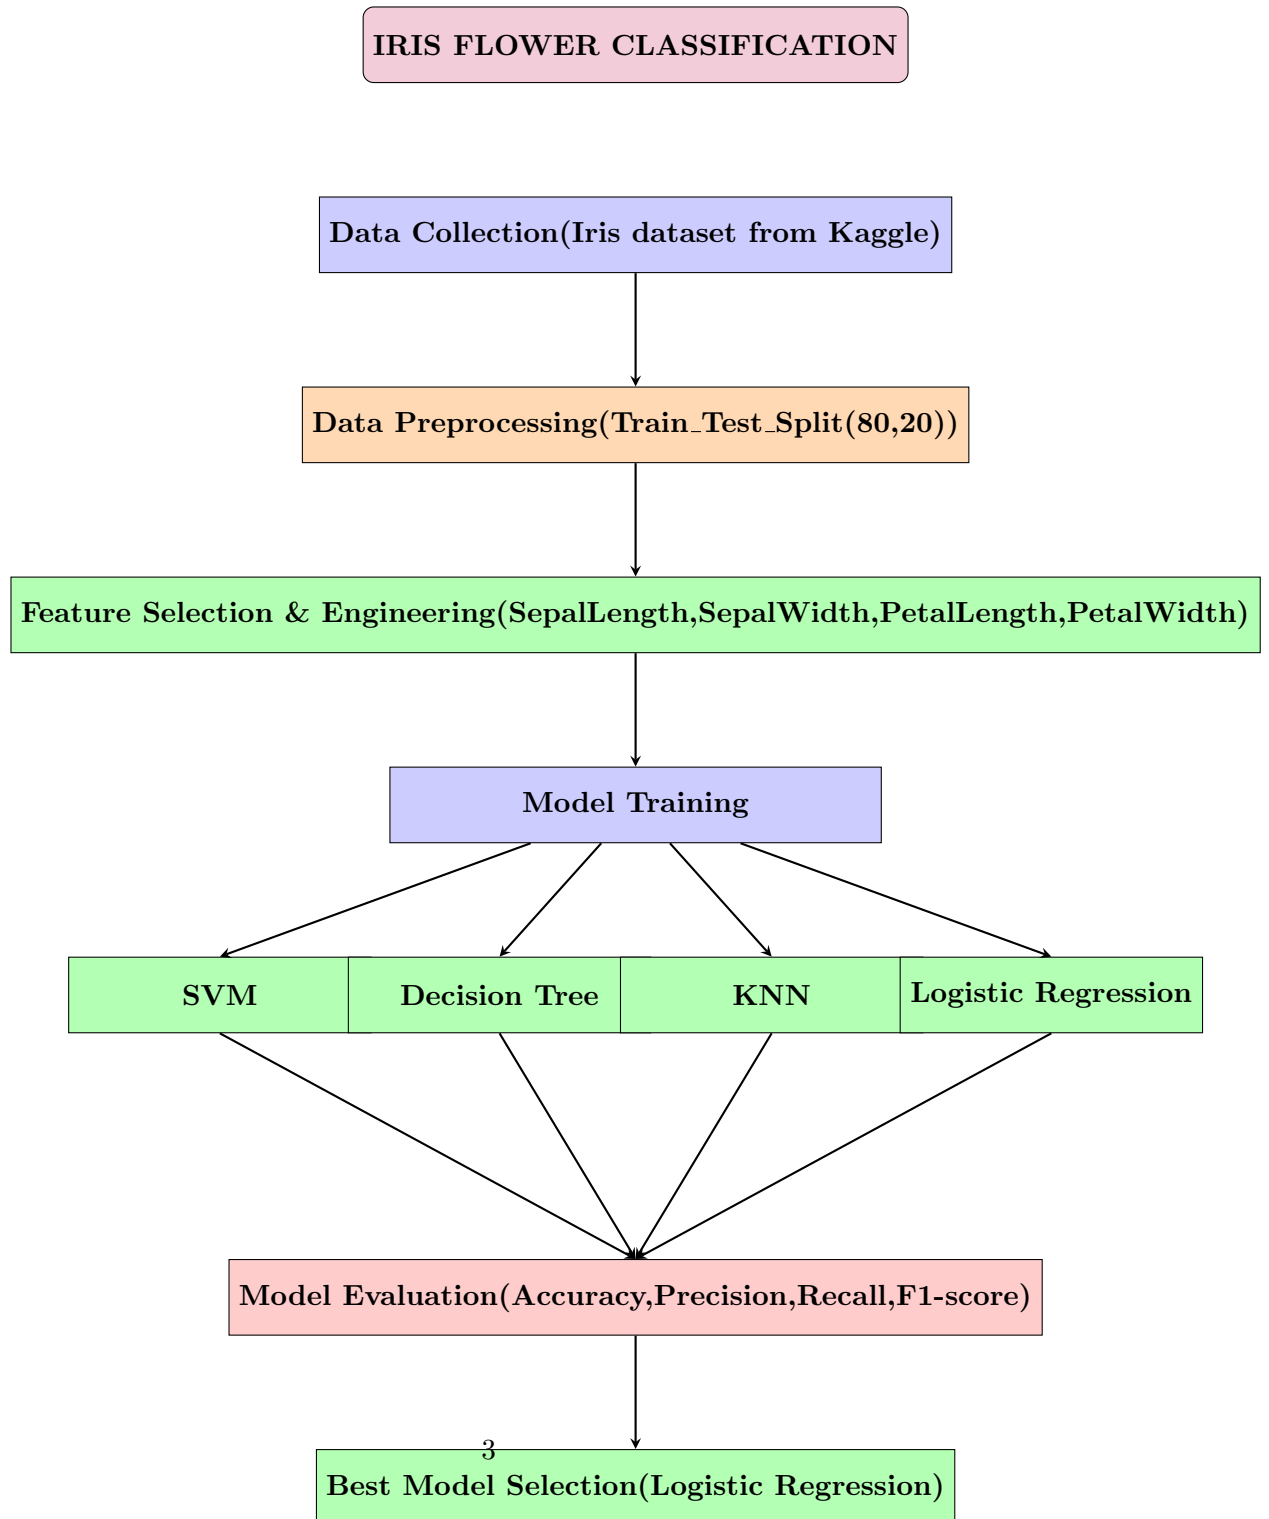 IRIS FLOWER CLASSIFICATION
Data Collection(Iris dataset from Kaggle)
Data Preprocessing(Train_Test_Split(80,20))
Feature Selection & Engineering(SepalLength,SepalWidth,PetalLength,PetalWidth)
Model Training
SVM
Decision Tree
KNN
Logistic Regression
Model Evaluation(Accuracy,Precision,Recall,F1-score)
3
Best Model Selection(Logistic Regression)